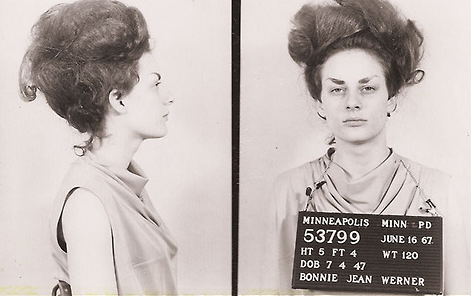 MINNEAPOLIS MINN PD
53799 JUNE 16 67
HT 5 FT 4 WT 120
DOB 7 4 47
BONNIE JEAN WERNER